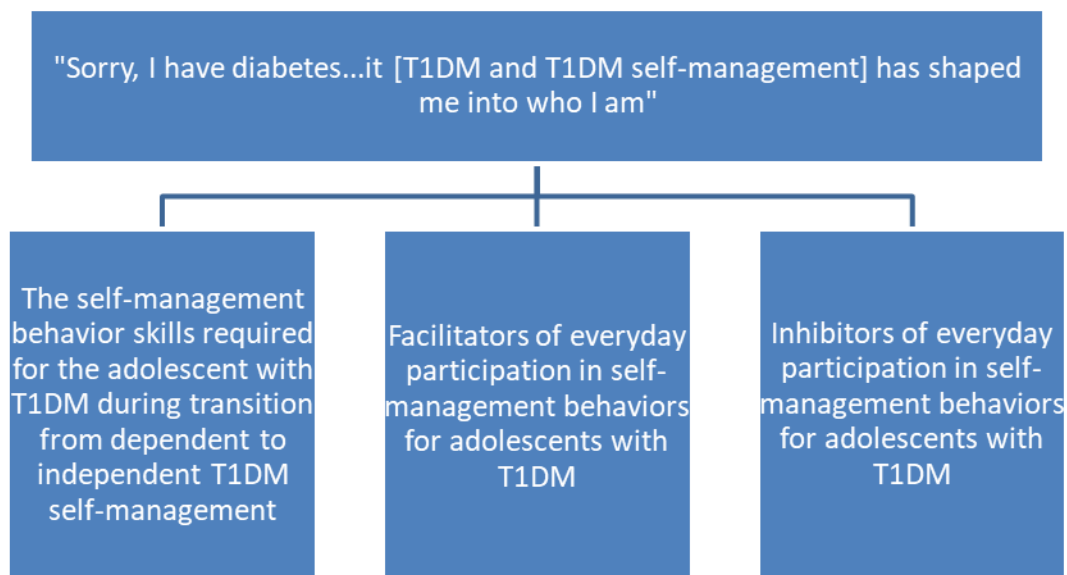 "Sorry, I have diabetes...it [T1DM and T1DM self-management] has shaped
me into who I am"
The self-management
behavior skills required
for the adolescent with
T1DM during transition
from dependent to
independent T1DM
self-management
Facilitators of everyday
participation in self-
management behaviors
for adolescents with
T1DM
Inhibitors of everyday
participation in self-
management behaviors
for adolescents with
T1DM